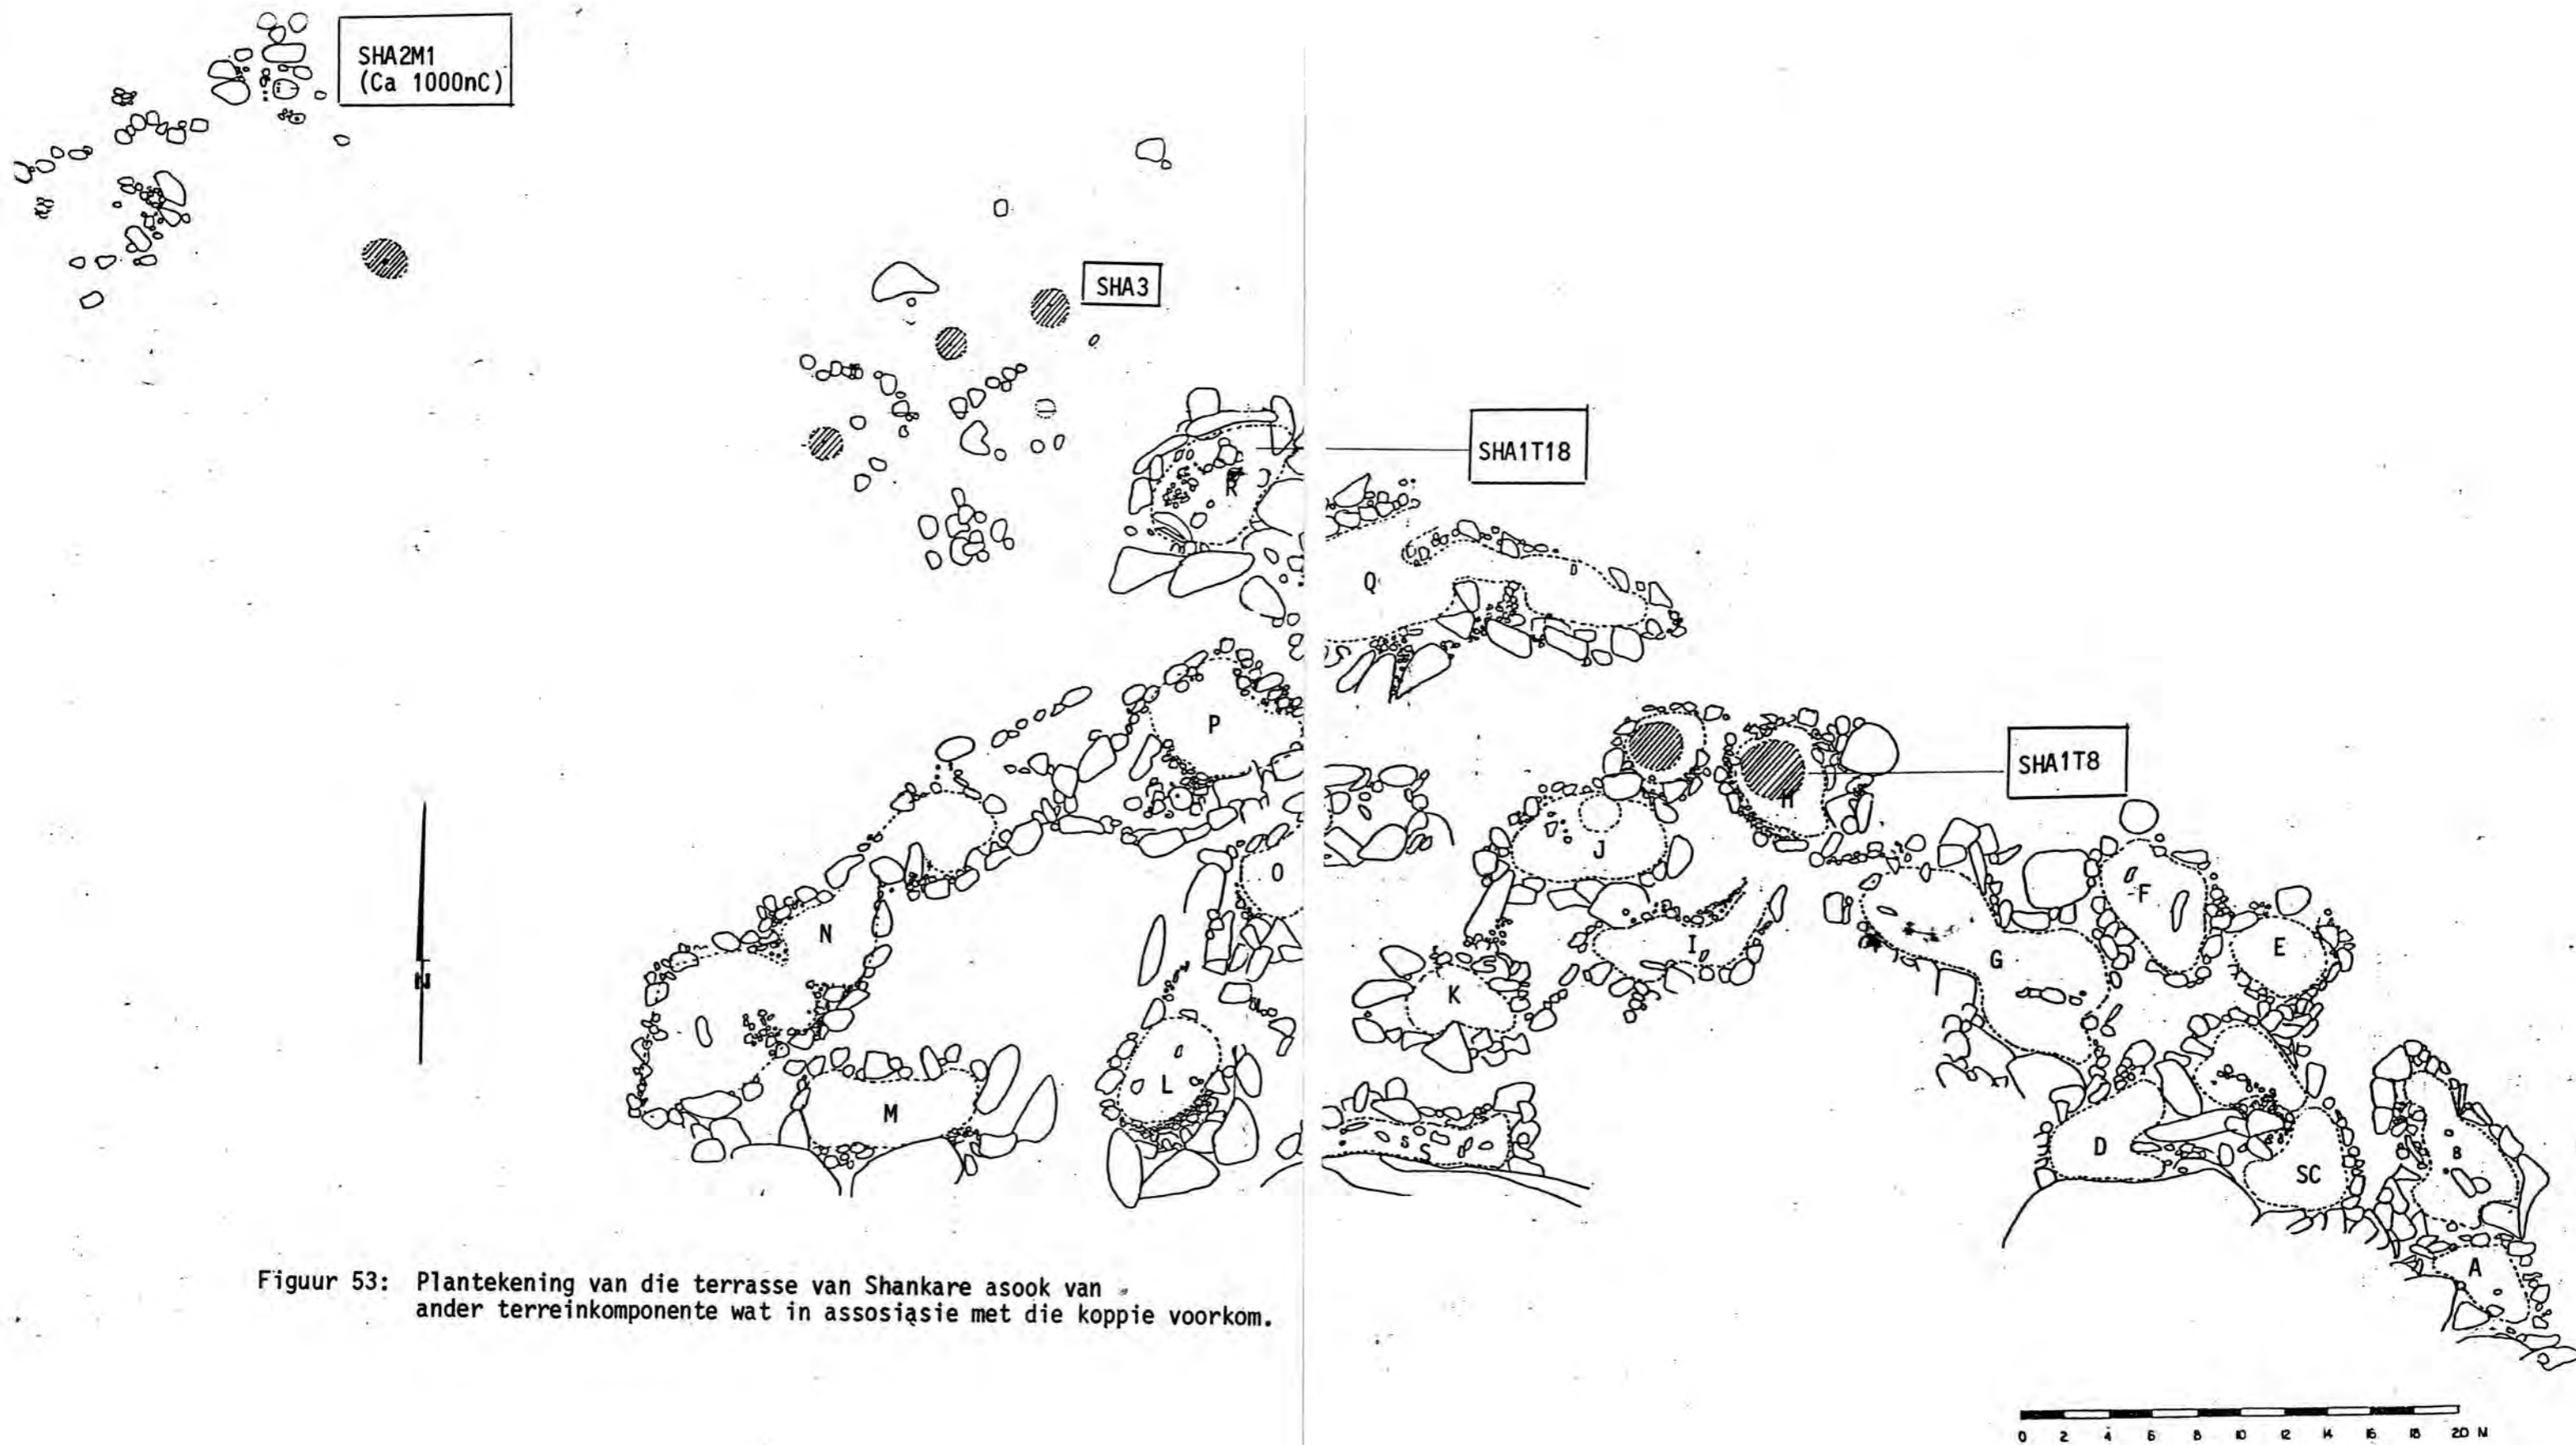 SHA2M1
(Ca 1000nC)
SHA3
SHA1T18
R
Q
P
SHA1T8
H
J
O
F
N
I
G
E
K
L
M
S
S
D
SC
B
A
N
Figuur 53: Plantekening van die terrasse van Shankare asook van
ander terreinkomponente wat in assosiasie met die koppie voorkom.
0 2 4 6 8 10 12 14 16 18 20 M